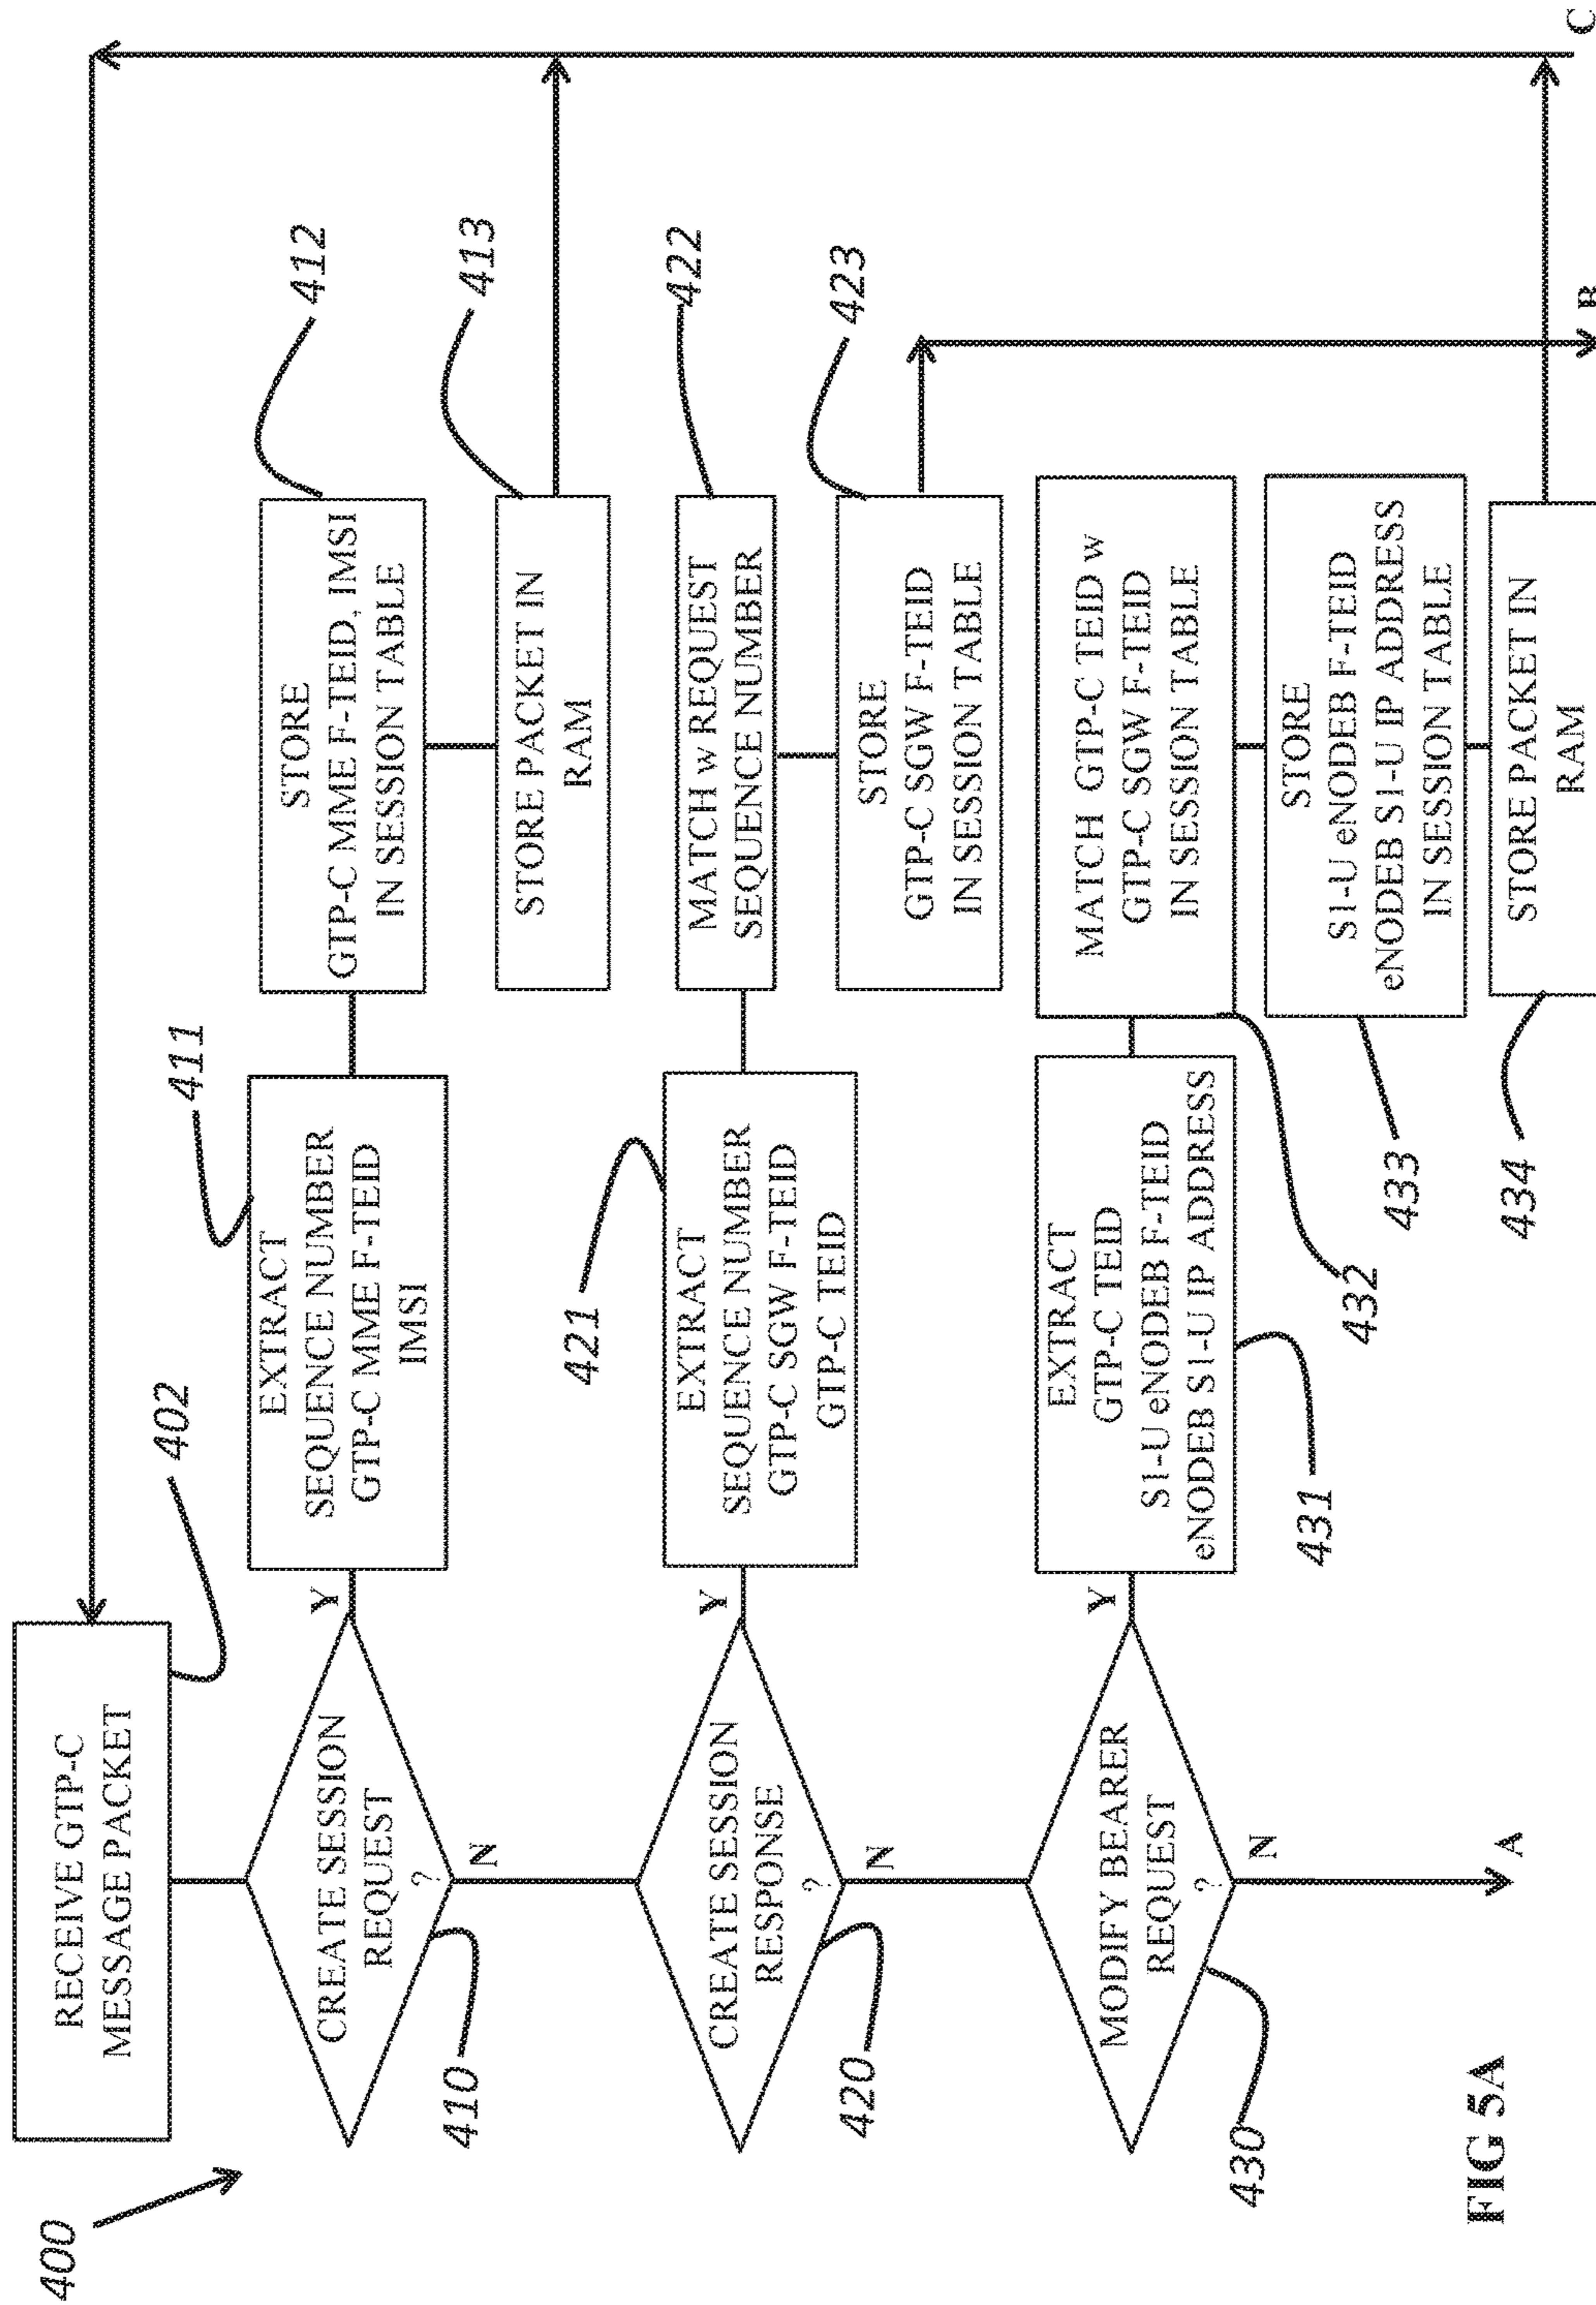 400
RECEIVE GTP-C
MESSAGE PACKET
402
CREATE SESSION
REQUEST
?
410
Y
N
EXTRACT
SEQUENCE NUMBER
GTP-C MME F-TEID
IMSI
411
STORE
GTP-C MME F-TEID, IMSI
IN SESSION TABLE
412
STORE PACKET IN
RAM
413
CREATE SESSION
RESPONSE
?
420
Y
N
EXTRACT
SEQUENCE NUMBER
GTP-C SGW F-TEID
GTP-C TEID
421
MATCH w REQUEST
SEQUENCE NUMBER
422
STORE
GTP-C SGW F-TEID
IN SESSION TABLE
423
MODIFY BEARER
REQUEST
?
430
Y
N
EXTRACT
GTP-C TEID
S1-U eNODEB F-TEID
eNODEB S1-U IP ADDRESS
431
MATCH GTP-C TEID w
GTP-C SGW F-TEID
IN SESSION TABLE
432
STORE
S1-U eNODEB F-TEID
eNODEB S1-U IP ADDRESS
IN SESSION TABLE
433
STORE PACKET IN
RAM
434
A
B
C
FIG 5A